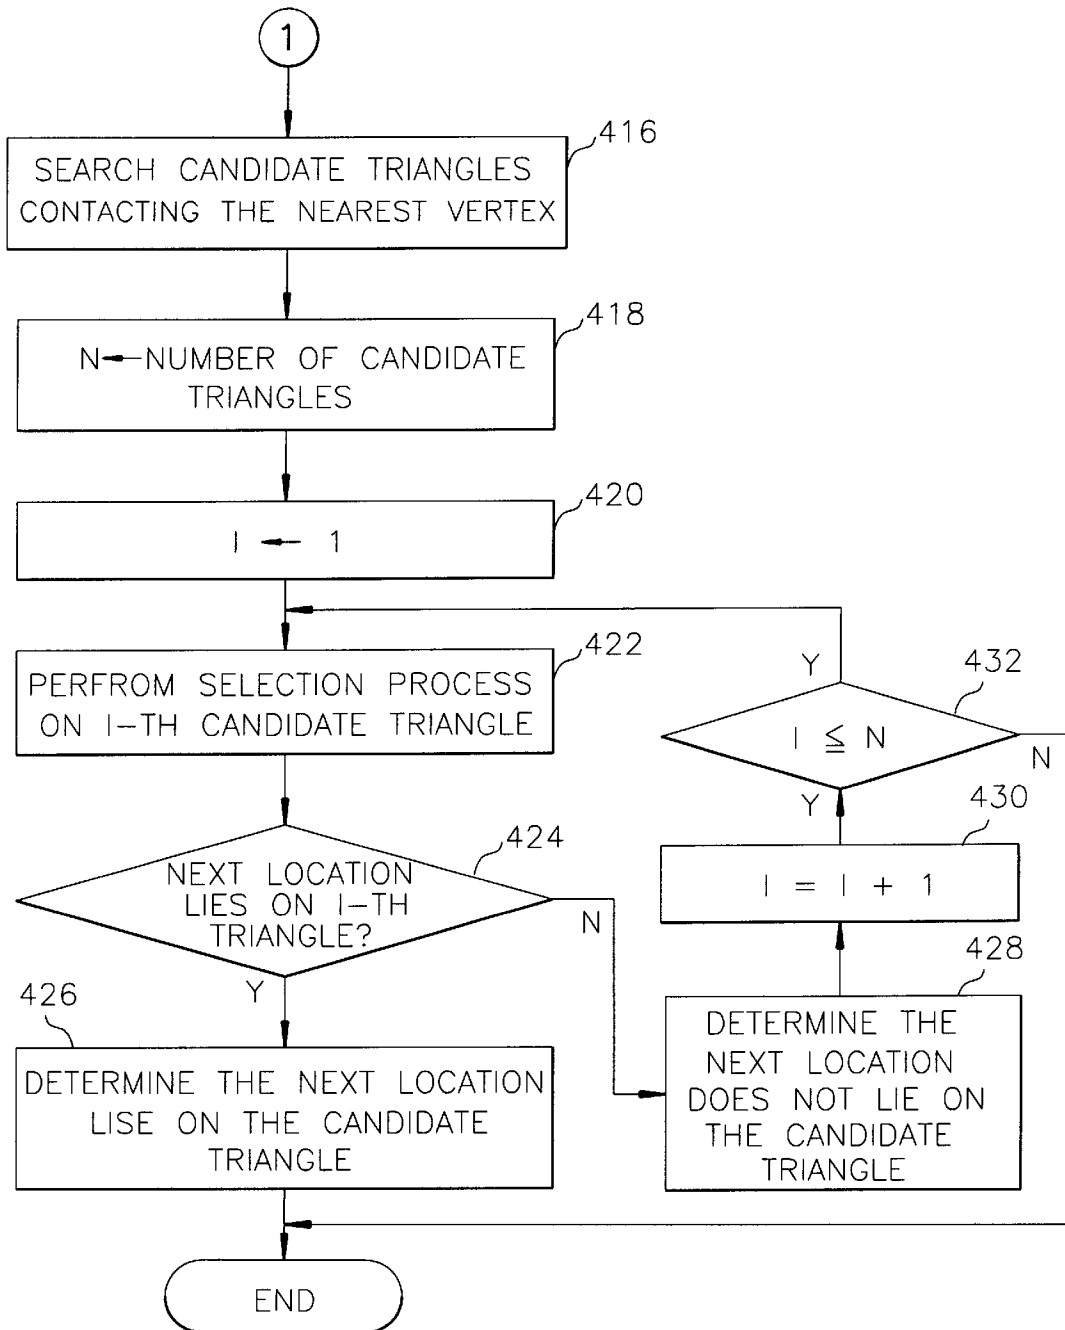 1
416
SEARCH CANDIDATE TRIANGLES
CONTACTING THE NEAREST VERTEX
418
N←NUMBER OF CANDIDATE
TRIANGLES
420
I ← 1
422
PERFROM SELECTION PROCESS
ON I-TH CANDIDATE TRIANGLE
424
NEXT LOCATION
LIES ON I-TH
TRIANGLE?
N
Y
426
DETERMINE THE NEXT LOCATION
LISE ON THE CANDIDATE
TRIANGLE
428
DETERMINE THE
NEXT LOCATION
DOES NOT LIE ON
THE CANDIDATE
TRIANGLE
430
I = I + 1
Y
432
I ≦ N
Y
N
END